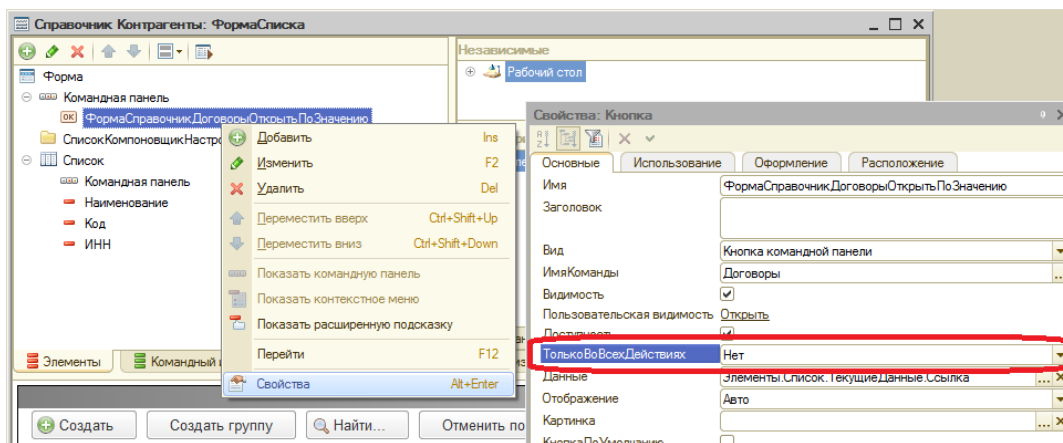 Справочник Контрагенты: ФормаСписка
Форма
Командная панель
ФормаСправочникДоговорыОткрытьПоЗначению
СписокКомпоновщикНастро
Список
Командная панель
Наименование
Код
ИНН
Элементы
Командный
Независимые
Рабочий стол
Добавить Ins
Изменить F2
Удалить Del
Переместить вверх Ctrl+Shift+Up
Переместить вниз Ctrl+Shift+Down
Показать командную панель
Показать контекстное меню
Показать расширенную подсказку
Перейти F12
Свойства Alt+Enter
Свойства: Кнопка
Основные Использование Оформление Расположение
Имя ФормаСправочникДоговорыОткрытьПоЗначению
Заголовок
Вид Кнопка командной панели
ИмяКоманды Договоры
Видимость
Пользовательская видимость Открыть
Доступность
ТолькоВоВсехДействиях Нет
Данные Элементы.Список.ТекущиеДанные.Ссылка
Отображение Авто
Картинка
КнопкаПоУмолчанию
Создать Создать группу Найти... Отменить по